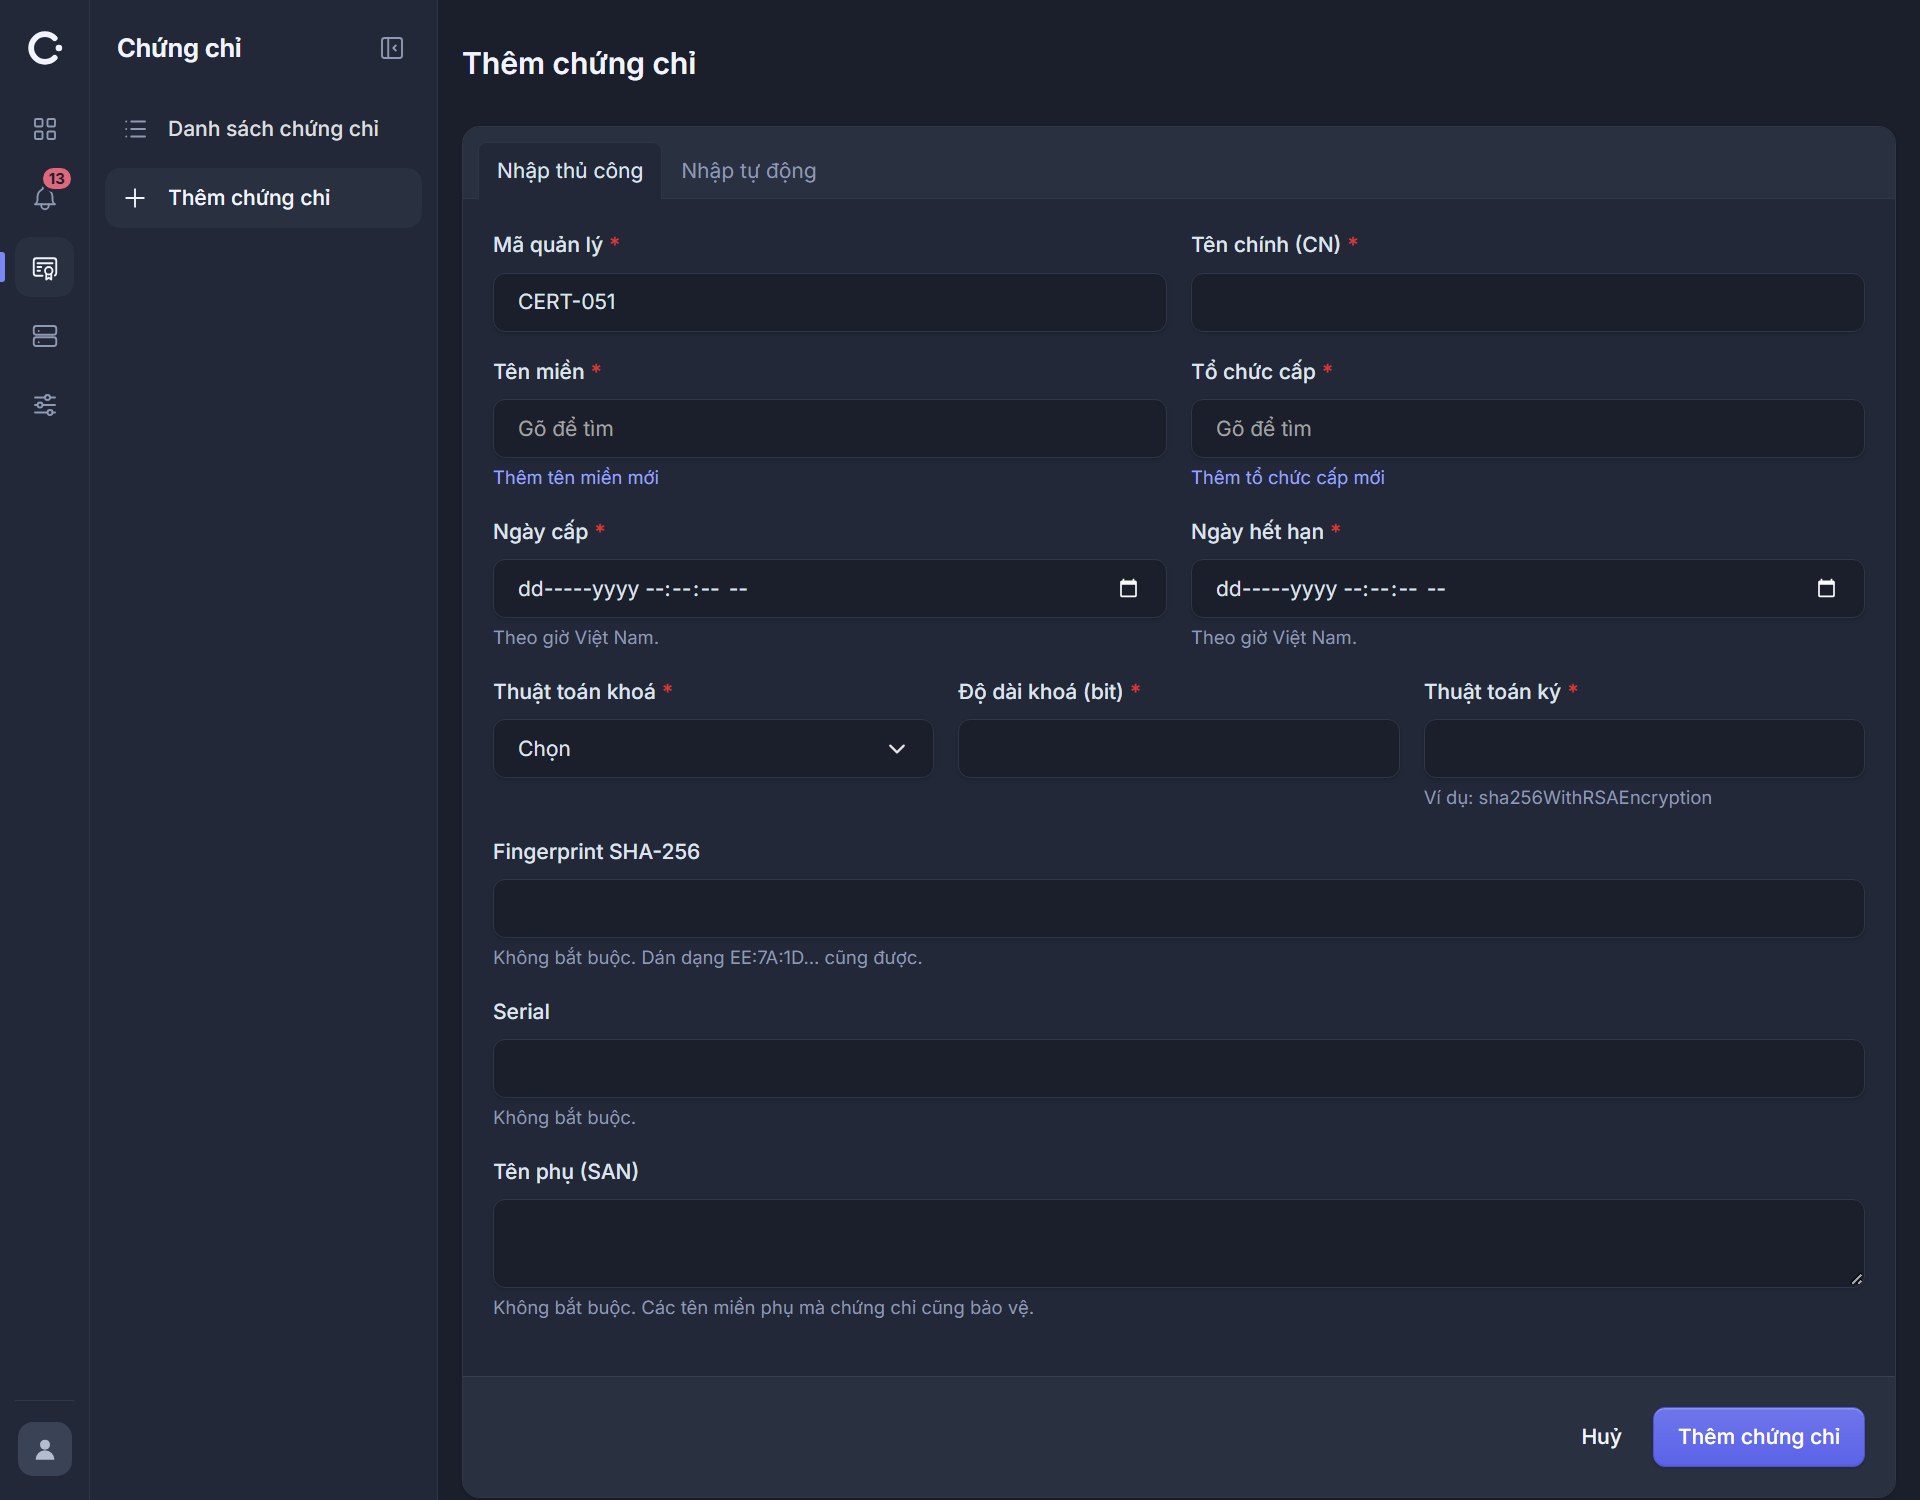 Chứng chỉ
Danh sách chứng chỉ
13
Thêm chứng chỉ
Thêm chứng chỉ
Nhập thủ công
Nhập tự động
Mã quản lý *
Tên chính (CN) *
CERT-051
Tên miền *
Tổ chức cấp *
Gõ để tìm
Gõ để tìm
Thêm tên miền mới
Thêm tổ chức cấp mới
Ngày cấp *
Ngày hết hạn *
dd-----yyyy --:--:-- --
dd-----yyyy --:--:-- --
Theo giờ Việt Nam.
Theo giờ Việt Nam.
Thuật toán khoá *
Độ dài khoá (bit) *
Thuật toán ký *
Chọn
Ví dụ: sha256WithRSAEncryption
Fingerprint SHA-256
Không bắt buộc. Dán dạng EE:7A:1D... cũng được.
Serial
Không bắt buộc.
Tên phụ (SAN)
Không bắt buộc. Các tên miền phụ mà chứng chỉ cũng bảo vệ.
Huỷ
Thêm chứng chỉ